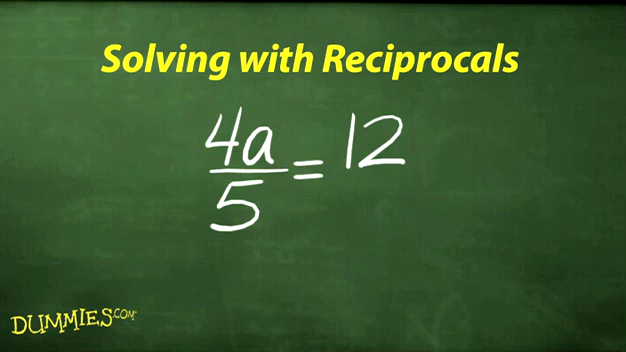 Solving with Reciprocals
4a
5
= 12
DUMMIES.COM